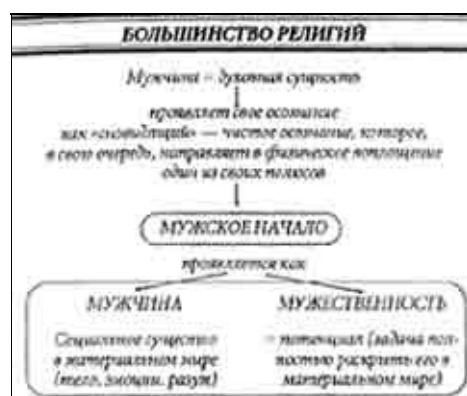 БОЛЬШИНСТВО РЕЛИГИЙ
Мужчина – духовная сущность
проявляет свое осознание
как «сновидящий» — чистое осознание, которое,
в свою очередь, направляет в физическое воплощение
один из своих полюсов
МУЖСКОЕ НАЧАЛО
проявляется как
МУЖЧИНА
Социальное существо
в материальном мире
(тело, эмоции, разум)
МУЖЕСТВЕННОСТЬ
= потенциал (задача пол-
ностью раскрыть его в
материальном мире)